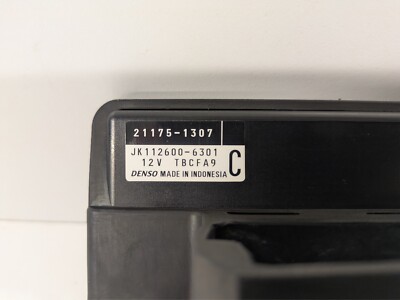 21175-1307
JK112600-6301
12V TBCFA9
DENSO MADE IN INDONESIA
C